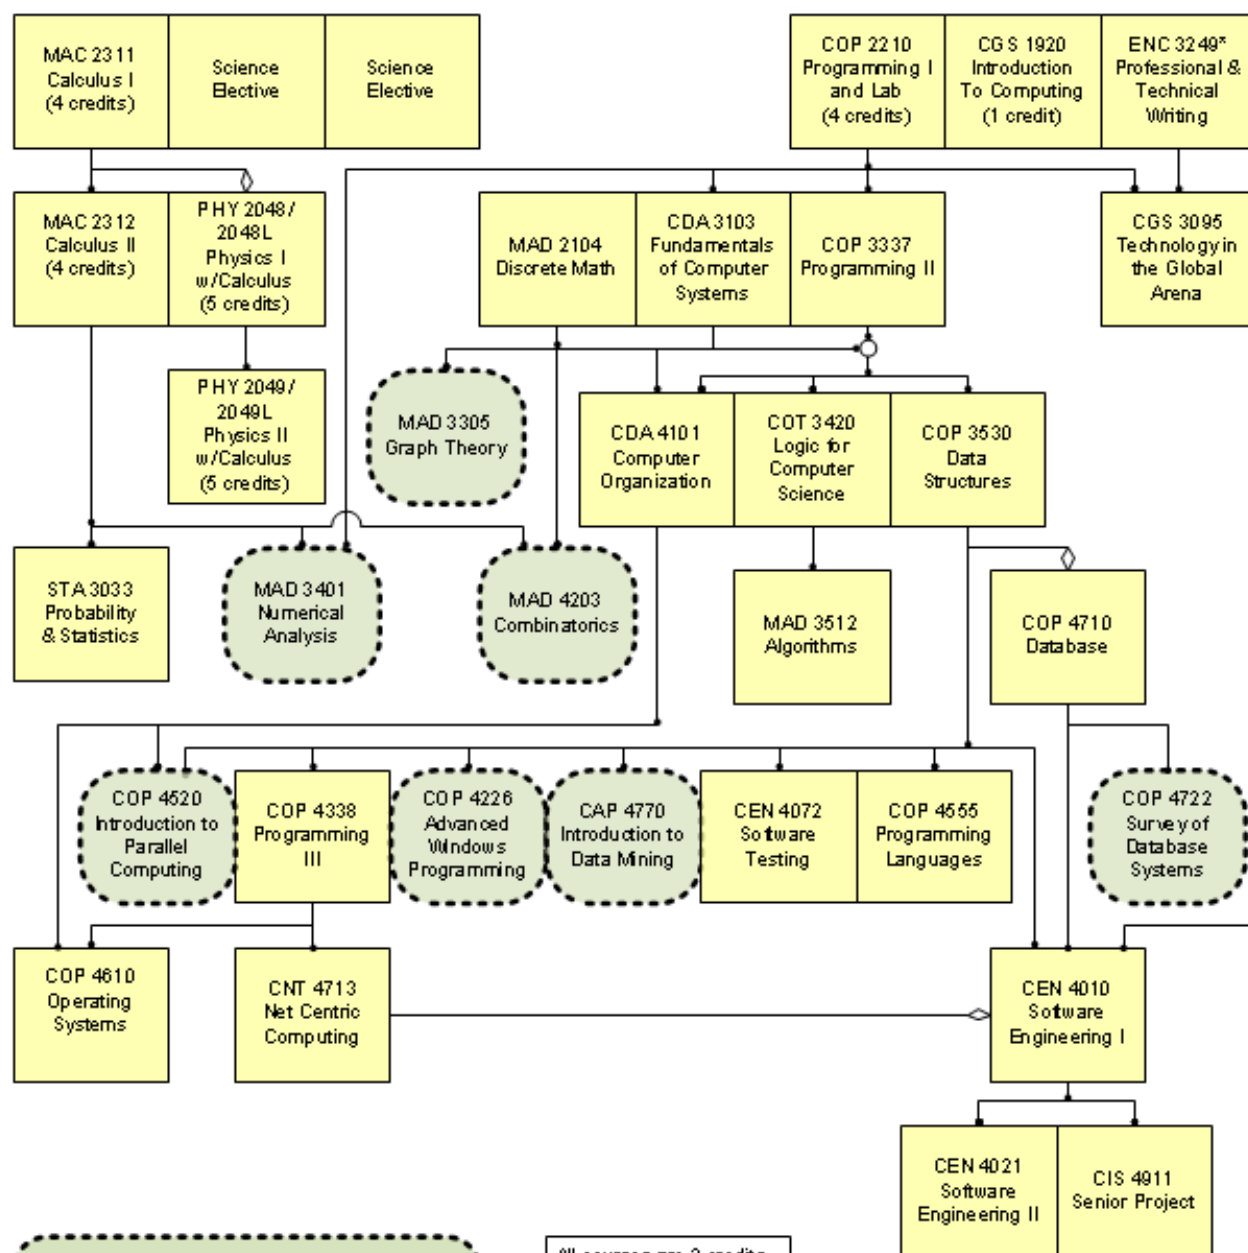 MAC 2311
Calculus I
(4 credits)
Science
Elective
Science
Elective
COP 2210
Programming I
and Lab
(4 credits)
CGS 1920
Introduction
To Computing
(1 credit)
ENC 3249*
Professional &
Technical
Writing
MAC 2312
Calculus II
(4 credits)
PHY 2048/
2048L
Physics I
w/Calculus
(5 credits)
MAD 2104
Discrete Math
CDA 3103
Fundamentals
of Computer
Systems
COP 3337
Programming II
CGS 3095
Technology in
the Global
Arena
PHY 2049/
2049L
Physics II
w/Calculus
(5 credits)
MAD 3305
Graph Theory
CDA 4101
Computer
Organization
COT 3420
Logic for
Computer
Science
COP 3530
Data
Structures
STA 3033
Probability
& Statistics
MAD 3401
Numerical
Analysis
MAD 4203
Combinatorics
MAD 3512
Algorithms
COP 4710
Database
COP 4520
Introduction to
Parallel
Computing
COP 4338
Programming
III
COP 4226
Advanced
Windows
Programming
CAP 4770
Introduction to
Data Mining
CEN 4072
Software
Testing
COP 4555
Programming
Languages
COP 4722
Survey of
Database
Systems
COP 4610
Operating
Systems
CNT 4713
Net Centric
Computing
CEN 4010
Software
Engineering I
CEN 4021
Software
Engineering II
CIS 4911
Senior Project
All courses are 3 credits